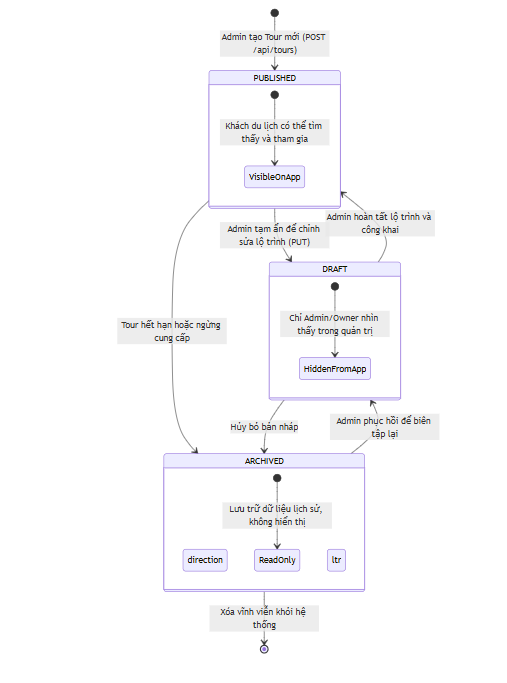 Admin tạo Tour mới (POST
/api/tours)
PUBLISHED
Khách du lịch có thể tìm
thấy và tham gia
VisibleOnApp
Admin tạm ẩn để chỉnh
sửa lộ trình (PUT)
Admin hoàn tất lộ trình và
công khai
DRAFT
Chỉ Admin/Owner nhìn
thấy trong quản trị
HiddenFromApp
Tour hết hạn hoặc ngừng
cung cấp
Hủy bỏ bản nháp
Admin phục hồi để biên
tập lại
ARCHIVED
Lưu trữ dữ liệu lịch sử,
không hiển thị
direction
ReadOnly
ltr
Xóa vĩnh viễn khỏi hệ
thống